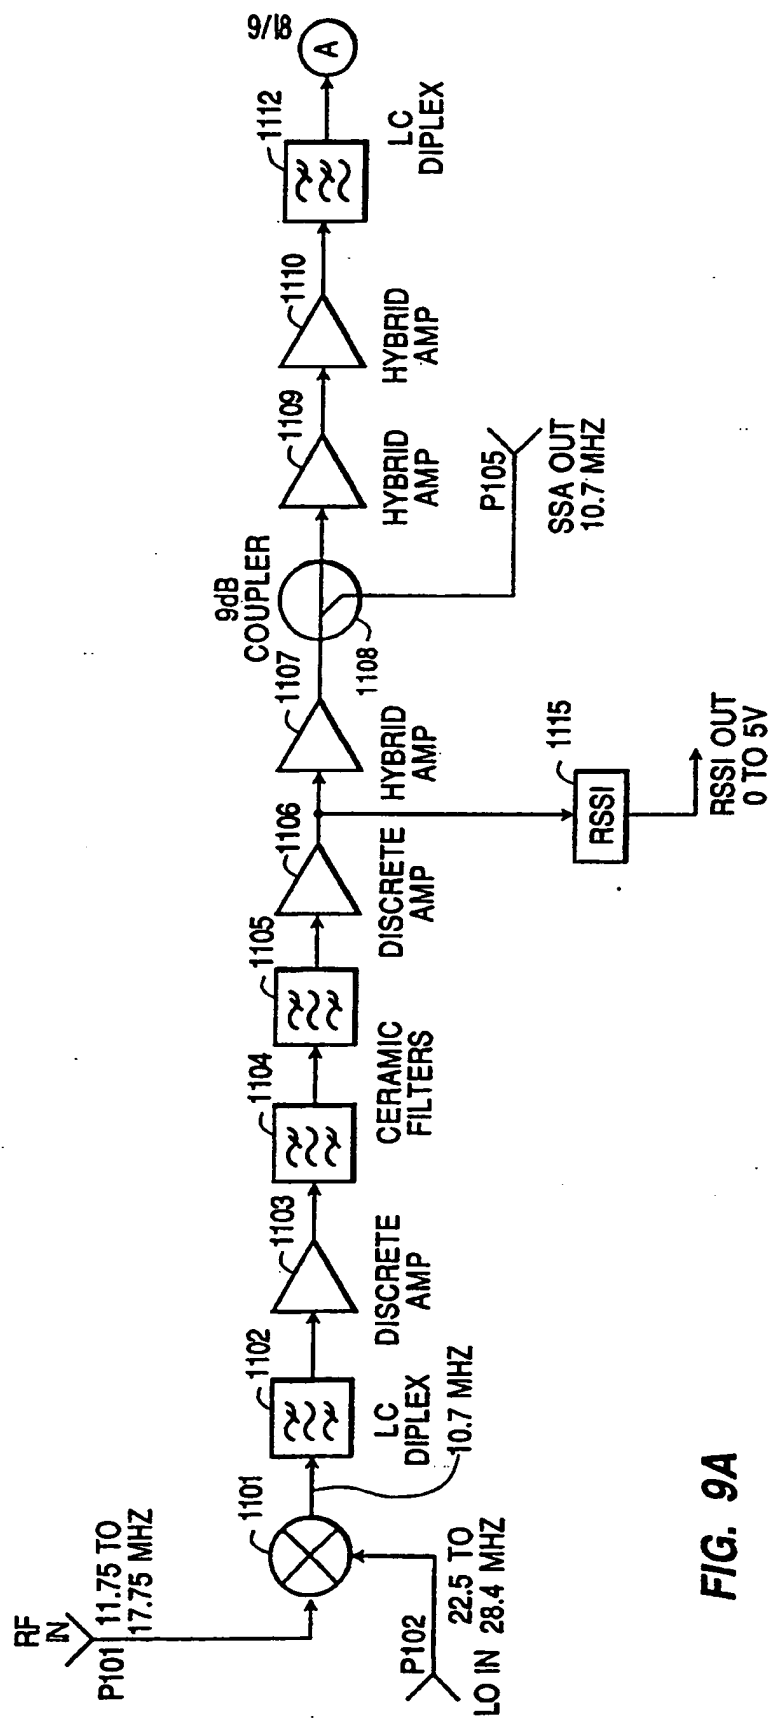 RF
IN
P101
11.75 TO
17.75 MHZ
1101
P102
LO IN
22.5 TO
28.4 MHZ
10.7 MHZ
1102
LC
DIPLEX
1103
DISCRETE
AMP
1104
1105
CERAMIC
FILTERS
1106
DISCRETE
AMP
1115
RSSI
RSSI OUT
0 TO 5V
1107
HYBRID
AMP
9dB
COUPLER
1108
P105
SSA OUT
10.7 MHZ
1109
HYBRID
AMP
1110
HYBRID
AMP
1112
LC
DIPLEX
A
FIG. 9A